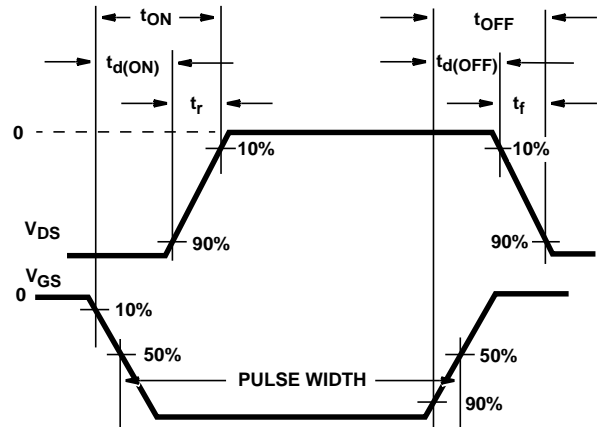 tON
tOFF
td(ON)
td(OFF)
tr
tf
0
10%
10%
VDS
90%
90%
VGS
0
10%
50%
50%
PULSE WIDTH
90%